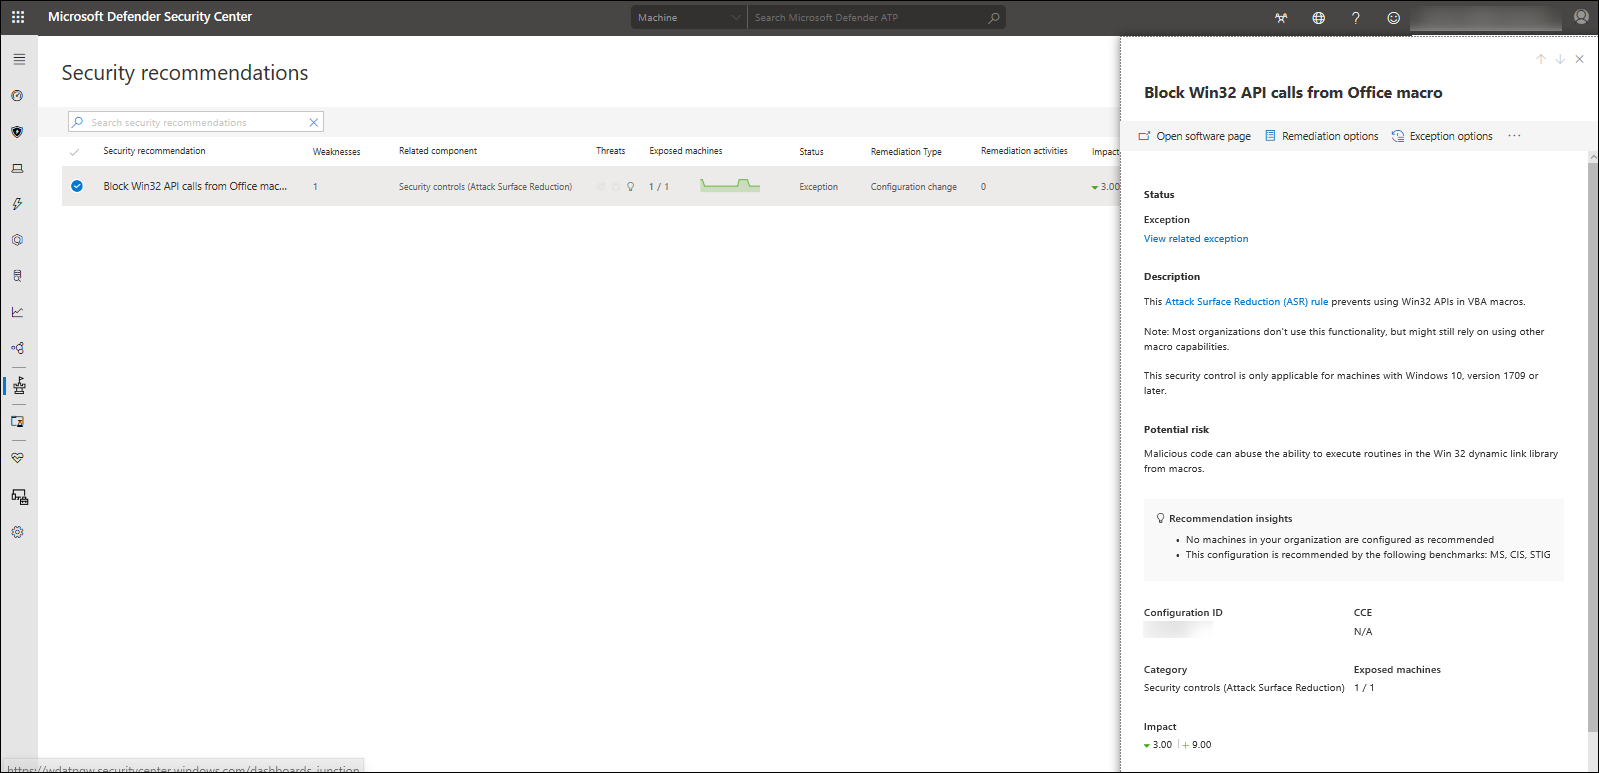 Microsoft Defender Security Center
Machine
Search Microsoft Defender ATP
?
Security recommendations
Search security recommendations
Security recommendation Weaknesses Related component Threats Exposed machines Status Remediation Type Remediation activities Impact
Block Win32 API calls from Office mac... 1 Security controls (Attack Surface Reduction) 1 / 1 Exception Configuration change 0 3.00
Block Win32 API calls from Office macro
Open software page Remediation options Exception options ...
Status
Exception
View related exception
Description
This Attack Surface Reduction (ASR) rule prevents using Win32 APIs in VBA macros.
Note: Most organizations don't use this functionality, but might still rely on using other
macro capabilities.
This security control is only applicable for machines with Windows 10, version 1709 or
later.
Potential risk
Malicious code can abuse the ability to execute routines in the Win 32 dynamic link library
from macros.
Recommendation insights
• No machines in your organization are configured as recommended
• This configuration is recommended by the following benchmarks: MS, CIS, STIG
Configuration ID CCE
N/A
Category Exposed machines
Security controls (Attack Surface Reduction) 1 / 1
Impact
3.00 | + 9.00